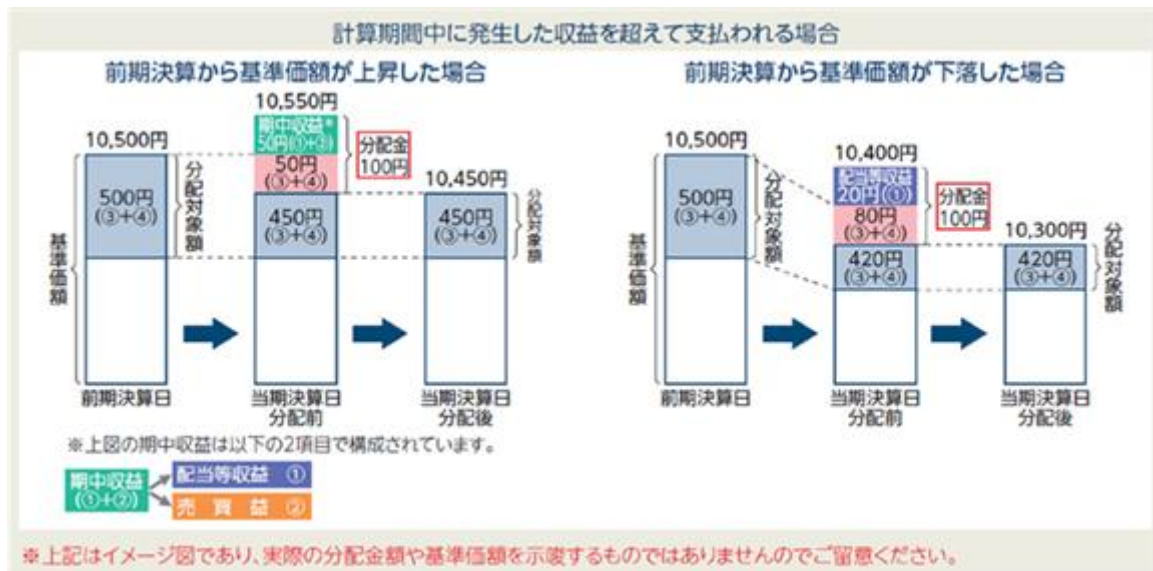 計算期間中に発生した収益を超えて支払われる場合
前期決算から基準価額が上昇した場合
10,550円
10,500円
期中収益※
50円(①+②)
50円
(③+④)
分配金
100円
10,450円
500円
(③+④)
450円
(③+④)
450円
(③+④)
分配対象額
分配対象額
基準価額
前期決算日
当期決算日
分配前
当期決算日
分配後
前期決算から基準価額が下落した場合
10,500円
10,400円
配当等収益
20円(①)
80円
(③+④)
分配金
100円
10,300円
500円
(③+④)
420円
(③+④)
420円
(③+④)
分配対象額
分配対象額
基準価額
前期決算日
当期決算日
分配前
当期決算日
分配後
※上図の期中収益は以下の2項目で構成されています。
期中収益
(①+②)
配当等収益 ①
売買益 ②
※上記はイメージ図であり、実際の分配金額や基準価額を示唆するものではありませんのでご留意ください。